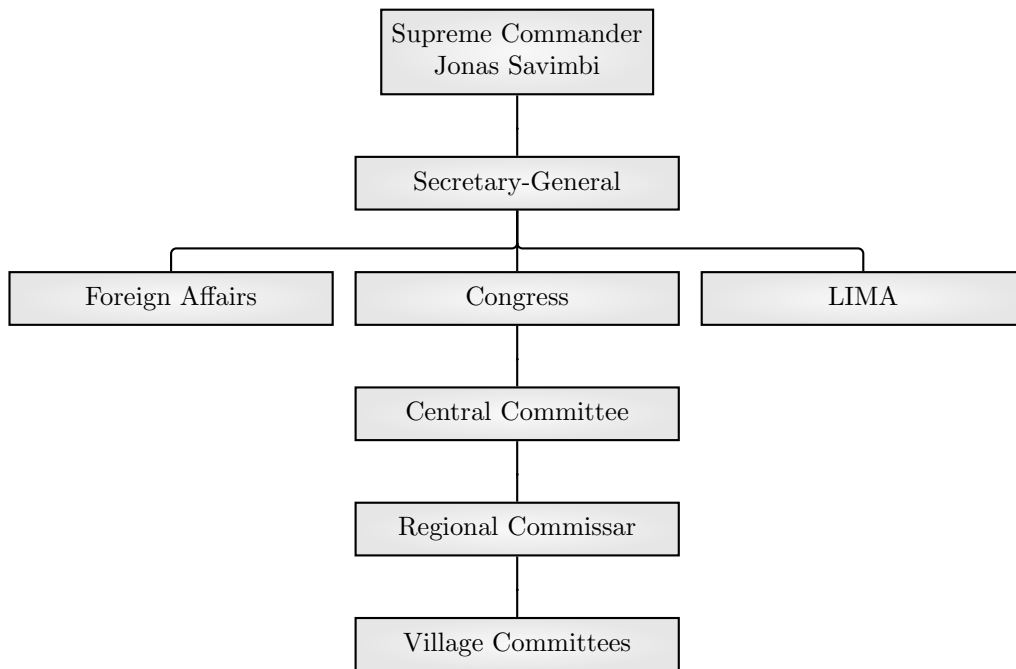 Supreme Commander
Jonas Savimbi
Secretary-General
Foreign Affairs
Congress
LIMA
Central Committee
Regional Commissar
Village Committees